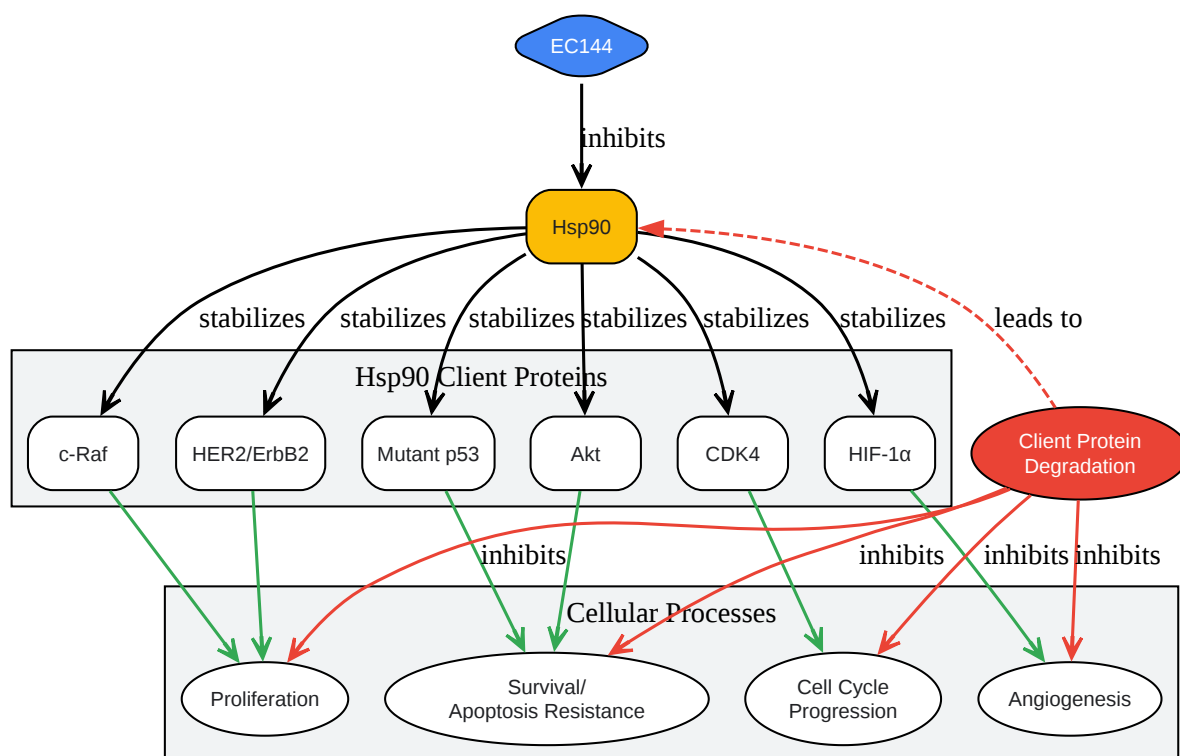 EC144
inhibits
Hsp90
stabilizes
stabilizes
stabilizes
stabilizes
stabilizes
stabilizes
leads to
Hsp90 Client Proteins
c-Raf
HER2/ErbB2
Mutant p53
Akt
CDK4
HIF-1α
Client Protein
Degradation
inhibits
inhibits
inhibits
inhibits
Cellular Processes
Proliferation
Survival/
Apoptosis Resistance
Cell Cycle
Progression
Angiogenesis